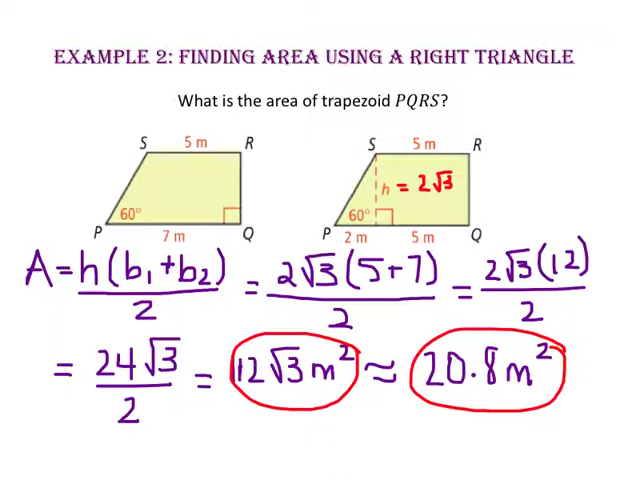 EXAMPLE 2: FINDING AREA USING A RIGHT TRIANGLE
What is the area of trapezoid PQRS?
S 5 m R
60°
P 7 m Q
S 5 m R
h = 2√3
60°
P 2 m 5 m Q
A = h(b₁ + b₂)/2 = 2√3(5+7)/2 = 2√3(12)/2
= 24√3/2 = 12√3 m² ≈ 20.8 m²